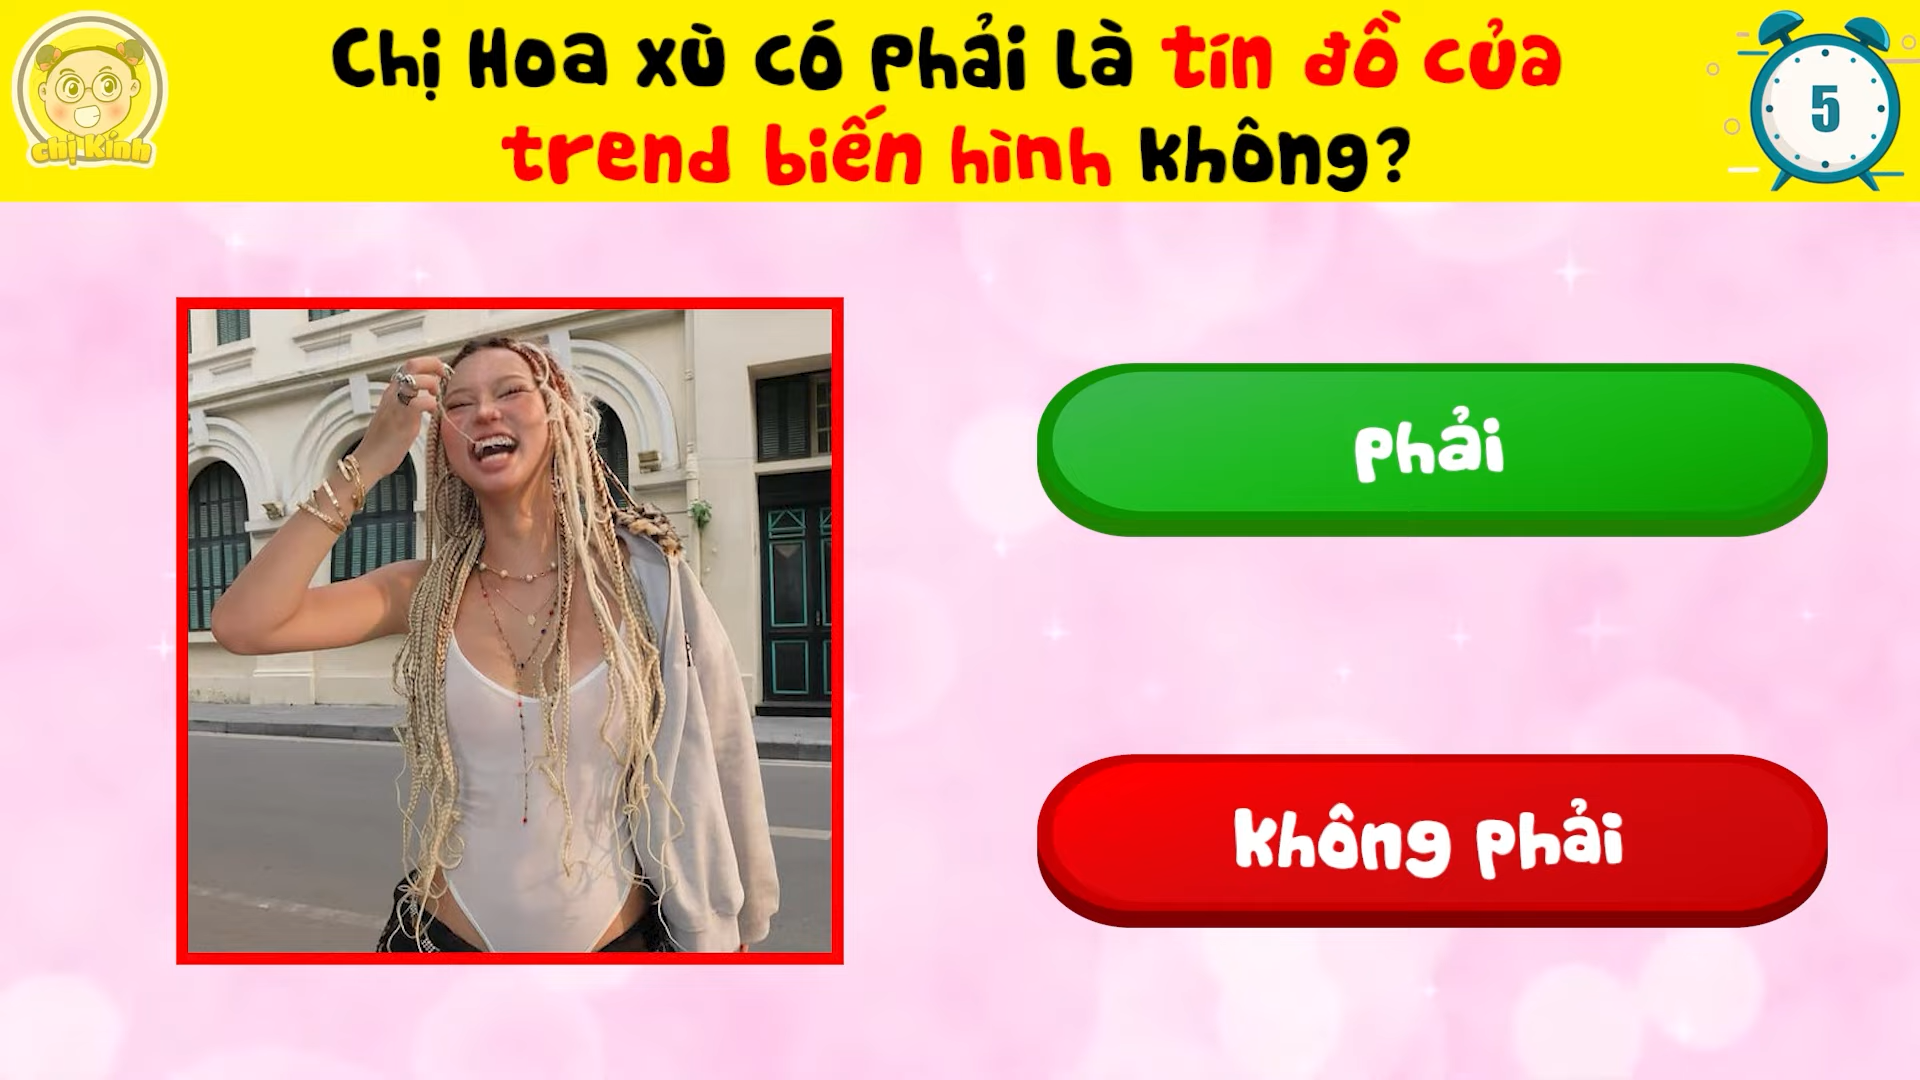 Chị Hoa xù có phải là tín đồ của
trend biến hình không?
5
chị Kính
phải
không phải